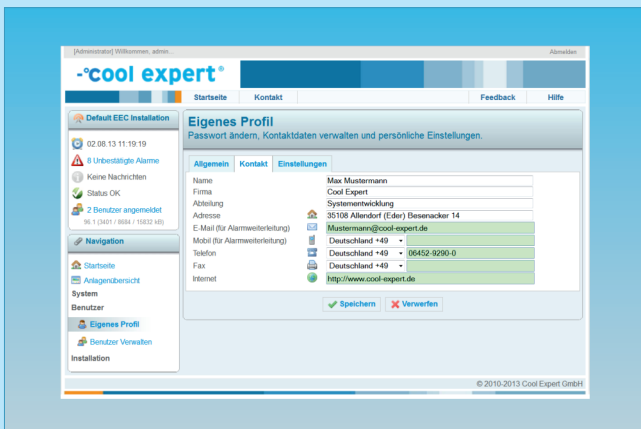 [Administrator] Willkommen, admin...
Abmelden
-°cool expert®
Startseite Kontakt Feedback Hilfe
Default EEC Installation
02.08.13 11:19:19
8 Unbestätigte Alarme
Keine Nachrichten
Status OK
2 Benutzer angemeldet
96.1 (3401 / 8684 / 15832 kB)
Navigation
Startseite
Anlagenübersicht
System
Benutzer
Eigenes Profil
Benutzer Verwalten
Installation
Eigenes Profil
Passwort ändern, Kontaktdaten verwalten und persönliche Einstellungen.
Allgemein Kontakt Einstellungen
Name Max Mustermann
Firma Cool Expert
Abteilung Systementwicklung
Adresse 35108 Allendorf (Eder) Besenacker 14
E-Mail (für Alarmweiterleitung) Mustermann@cool-expert.de
Mobil (für Alarmweiterleitung) Deutschland +49
Telefon Deutschland +49 06452-9290-0
Fax Deutschland +49
Internet http://www.cool-expert.de
Speichern Verwerfen
© 2010-2013 Cool Expert GmbH